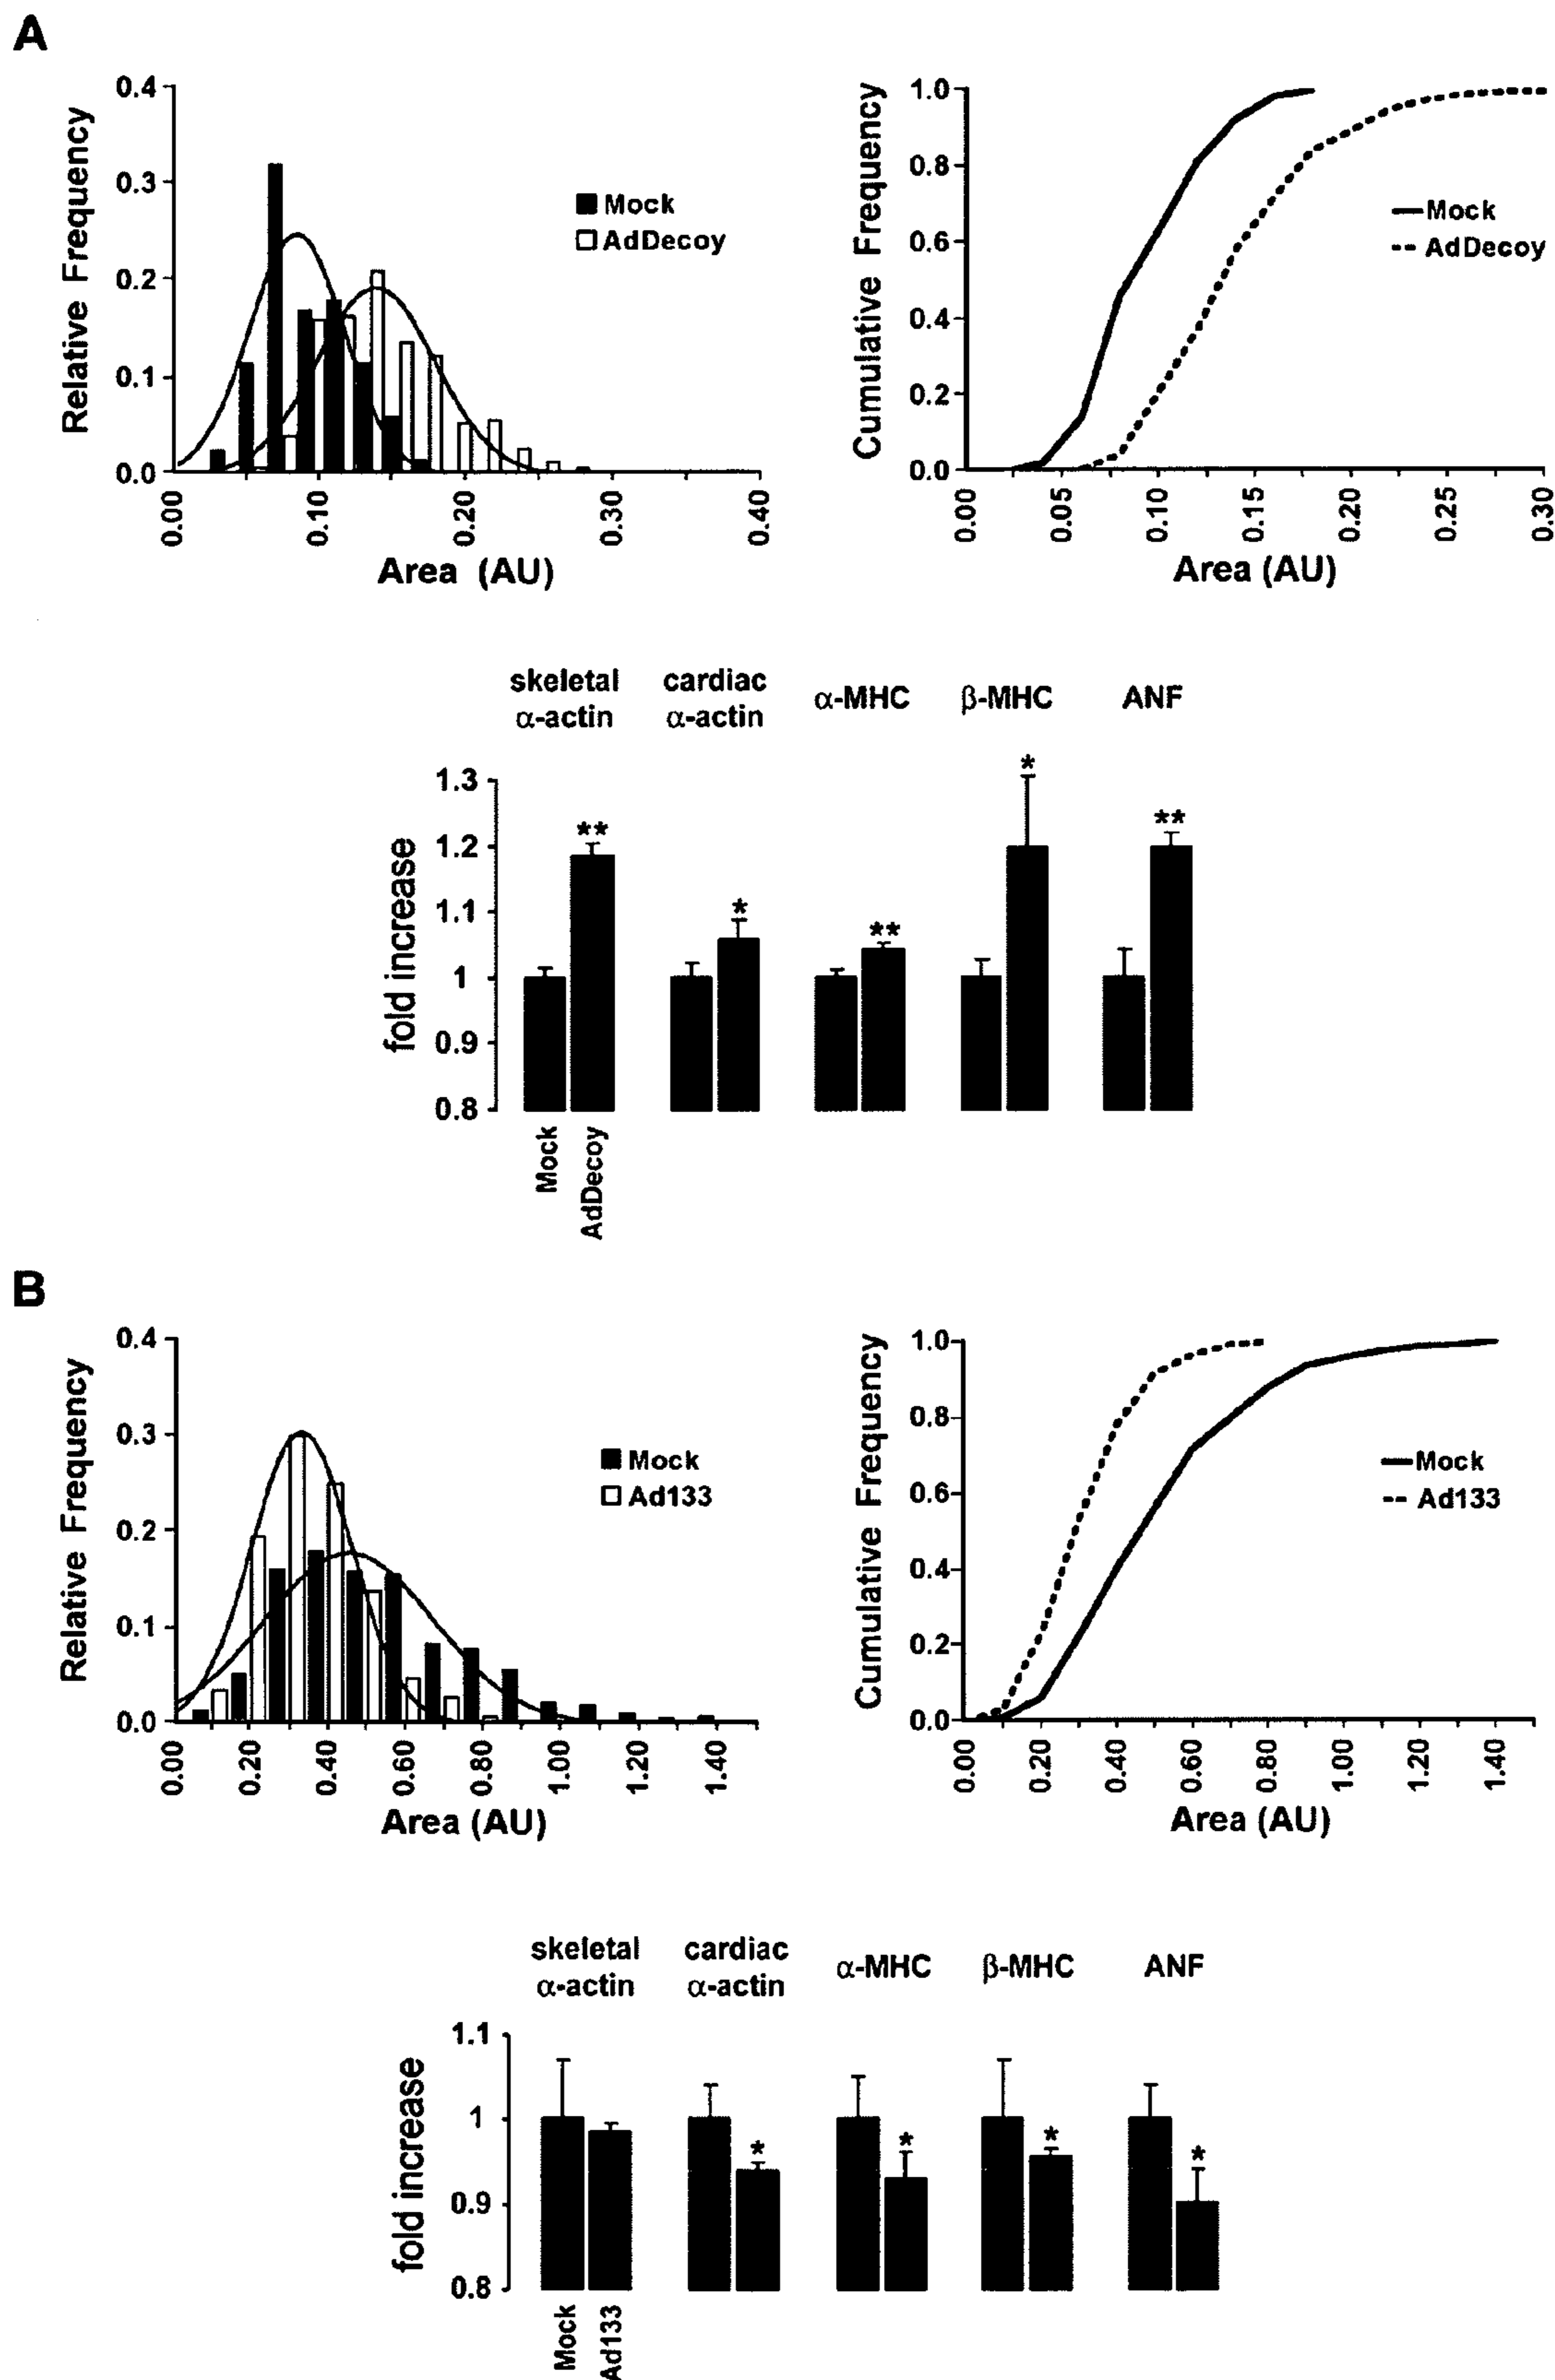 A
0.4
0.3
0.2
0.1
0.0
Relative Frequency
Mock
AdDecoy
0.00
0.10
0.20
0.30
0.40
Area (AU)
1.0
0.8
0.6
0.4
0.2
0.0
Cumulative Frequency
Mock
AdDecoy
0.00
0.05
0.10
0.15
0.20
0.25
0.30
Area (AU)
skeletal
α-actin
cardiac
α-actin
α-MHC
β-MHC
ANF
1.3
1.2
1.1
1
0.9
0.8
fold increase
**
*
**
*
**
Mock
AdDecoy
B
0.4
0.3
0.2
0.1
0.0
Relative Frequency
Mock
Ad133
0.00
0.20
0.40
0.60
0.80
1.00
1.20
1.40
Area (AU)
1.0
0.8
0.6
0.4
0.2
0.0
Cumulative Frequency
Mock
Ad133
0.00
0.20
0.40
0.60
0.80
1.00
1.20
1.40
Area (AU)
skeletal
α-actin
cardiac
α-actin
α-MHC
β-MHC
ANF
1.1
1
0.9
0.8
fold increase
*
*
*
*
Mock
Ad133